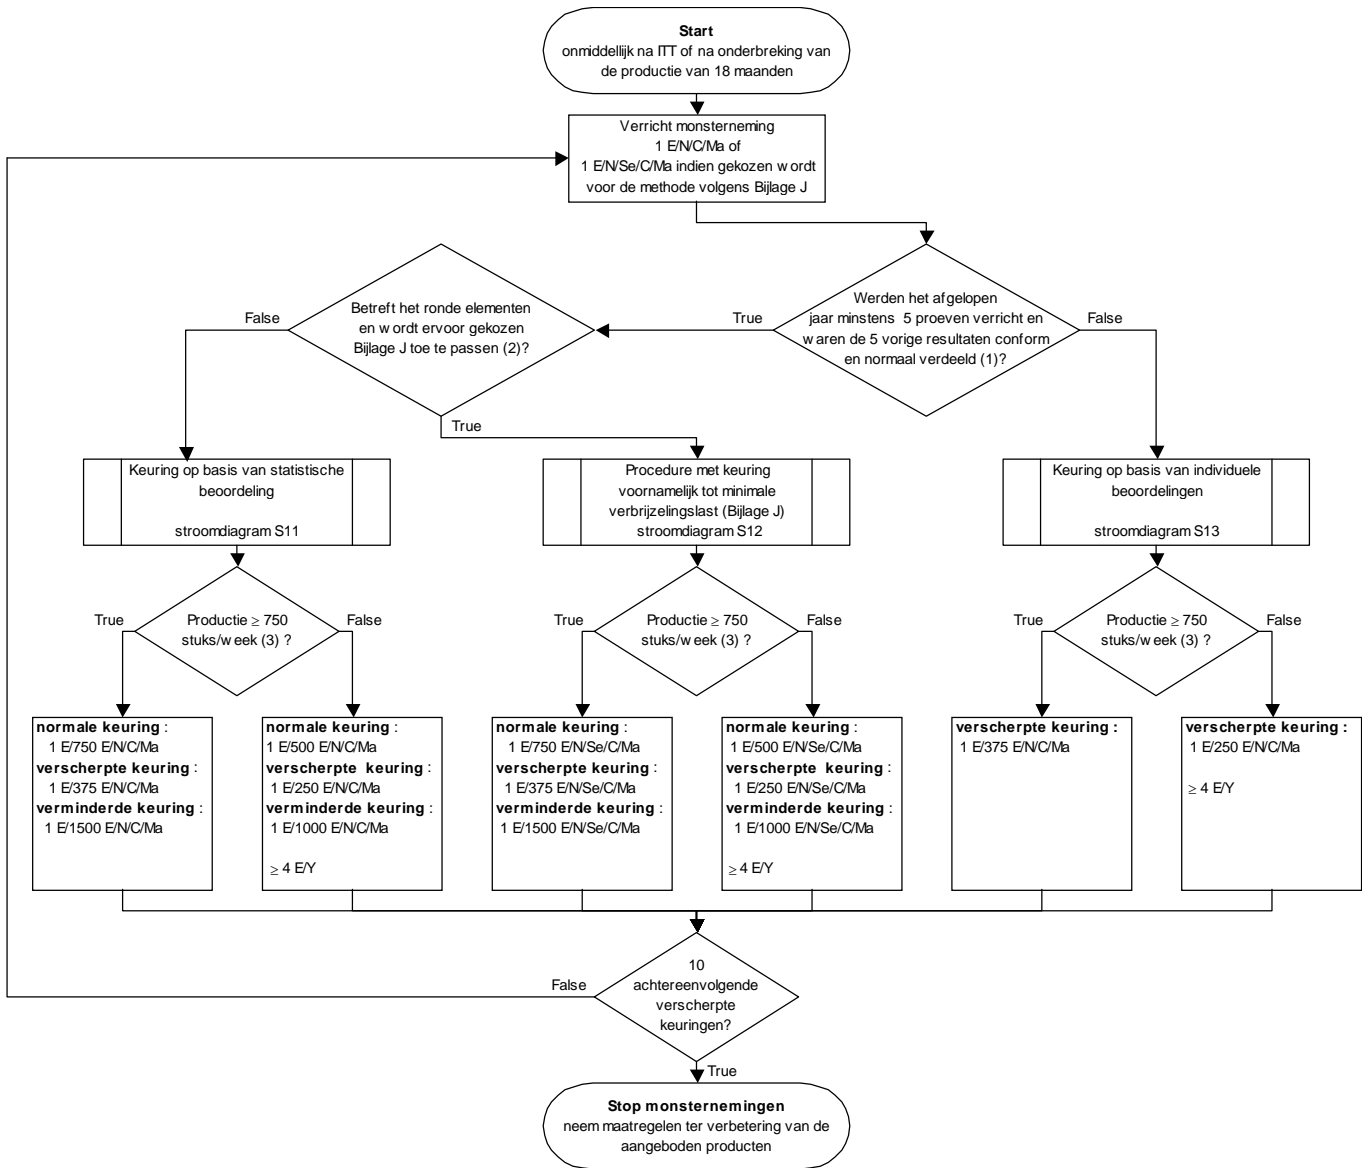 Start
onmiddellijk na ITT of na onderbreking van
de productie van 18 maanden
Verricht monsterneming
1 E/N/C/Ma of
1 E/N/Se/C/Ma indien gekozen wordt
voor de methode volgens Bijlage J
Betreft het ronde elementen
en wordt ervoor gekozen
Bijlage J toe te passen (2)?
False
True
Werden het afgelopen
jaar minstens 5 proeven verricht en
waren de 5 vorige resultaten conform
en normaal verdeeld (1)?
True
False
Keuring op basis van statistische
beoordeling
stroomdiagram S11
Procedure met keuring
voornamelijk tot minimale
verbrijzelingslast (Bijlage J)
stroomdiagram S12
Keuring op basis van individuele
beoordelingen
stroomdiagram S13
True
Productie ≥ 750
stuks/week (3) ?
False
True
Productie ≥ 750
stuks/week (3) ?
False
True
Productie ≥ 750
stuks/week (3) ?
False
normale keuring :
1 E/750 E/N/C/Ma
verscherpte keuring :
1 E/375 E/N/C/Ma
verminderde keuring :
1 E/1500 E/N/C/Ma
normale keuring :
1 E/500 E/N/C/Ma
verscherpte keuring :
1 E/250 E/N/C/Ma
verminderde keuring :
1 E/1000 E/N/C/Ma
≥ 4 E/Y
normale keuring :
1 E/750 E/N/Se/C/Ma
verscherpte keuring :
1 E/375 E/N/Se/C/Ma
verminderde keuring :
1 E/1500 E/N/Se/C/Ma
normale keuring :
1 E/500 E/N/Se/C/Ma
verscherpte keuring :
1 E/250 E/N/Se/C/Ma
verminderde keuring :
1 E/1000 E/N/Se/C/Ma
≥ 4 E/Y
verscherpte keuring :
1 E/375 E/N/C/Ma
verscherpte keuring :
1 E/250 E/N/C/Ma
≥ 4 E/Y
10
achtereenvolgende
verscherpte
keuringen?
False
True
Stop monsternemingen
neem maatregelen ter verbetering van de
aangeboden producten